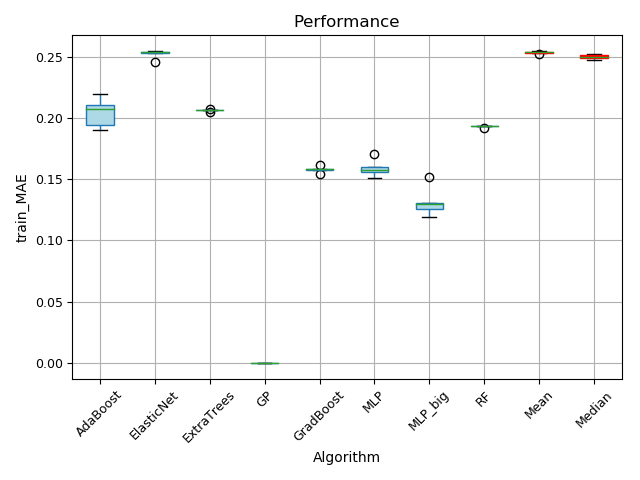 Performance
train_MAE
0.25
0.20
0.15
0.10
0.05
0.00
AdaBoost
ElasticNet
ExtraTrees
GP
GradBoost
MLP
MLP_big
RF
Mean
Median
Algorithm